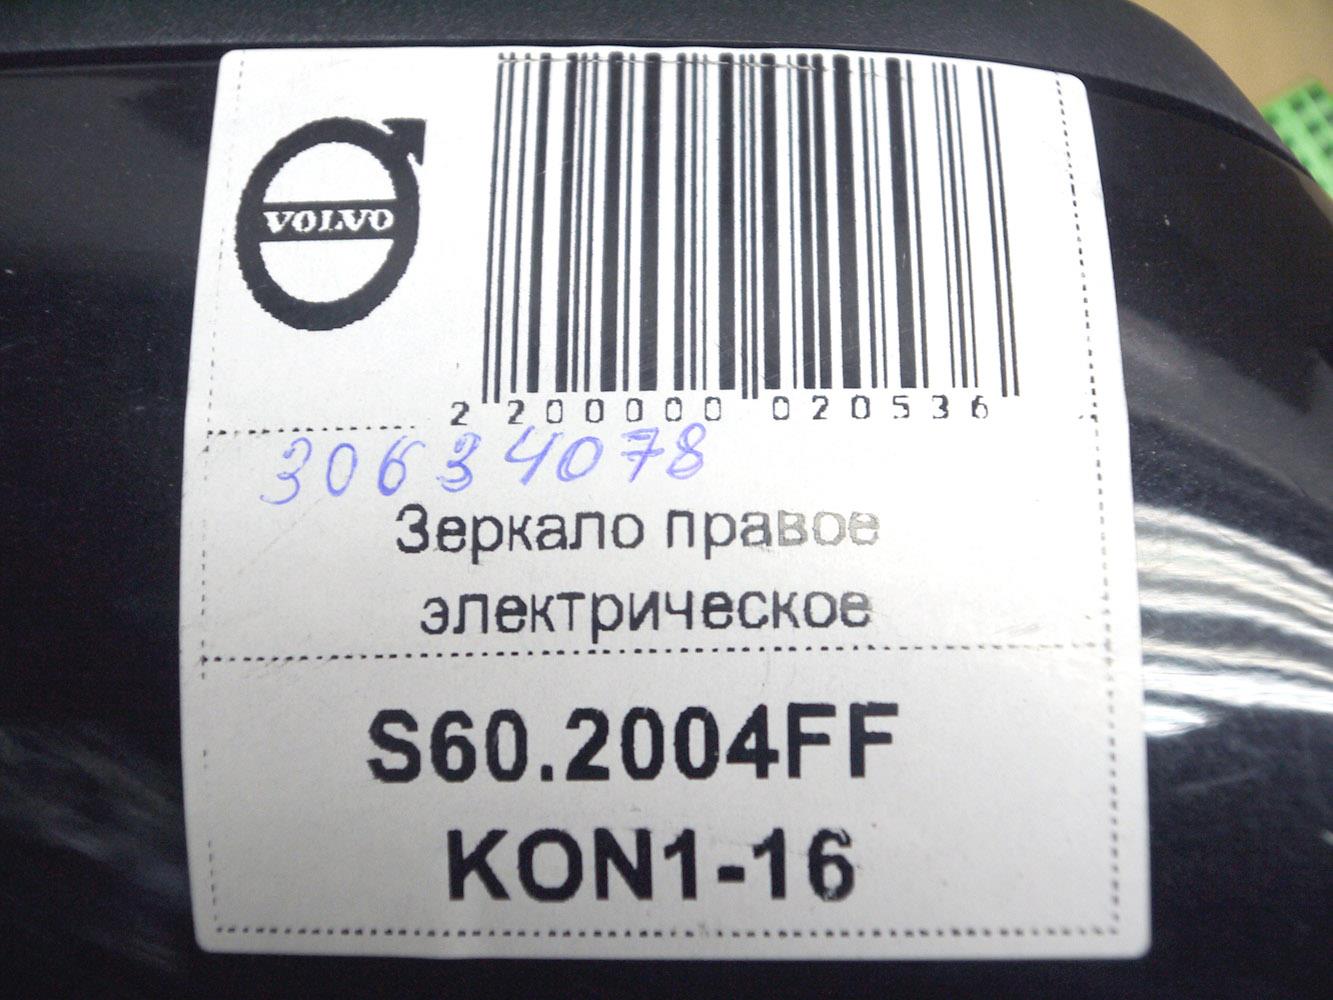 VOLVO
2 200000 020536
30634078
Зеркало правое
электрическое
S60.2004FF
KON1-16